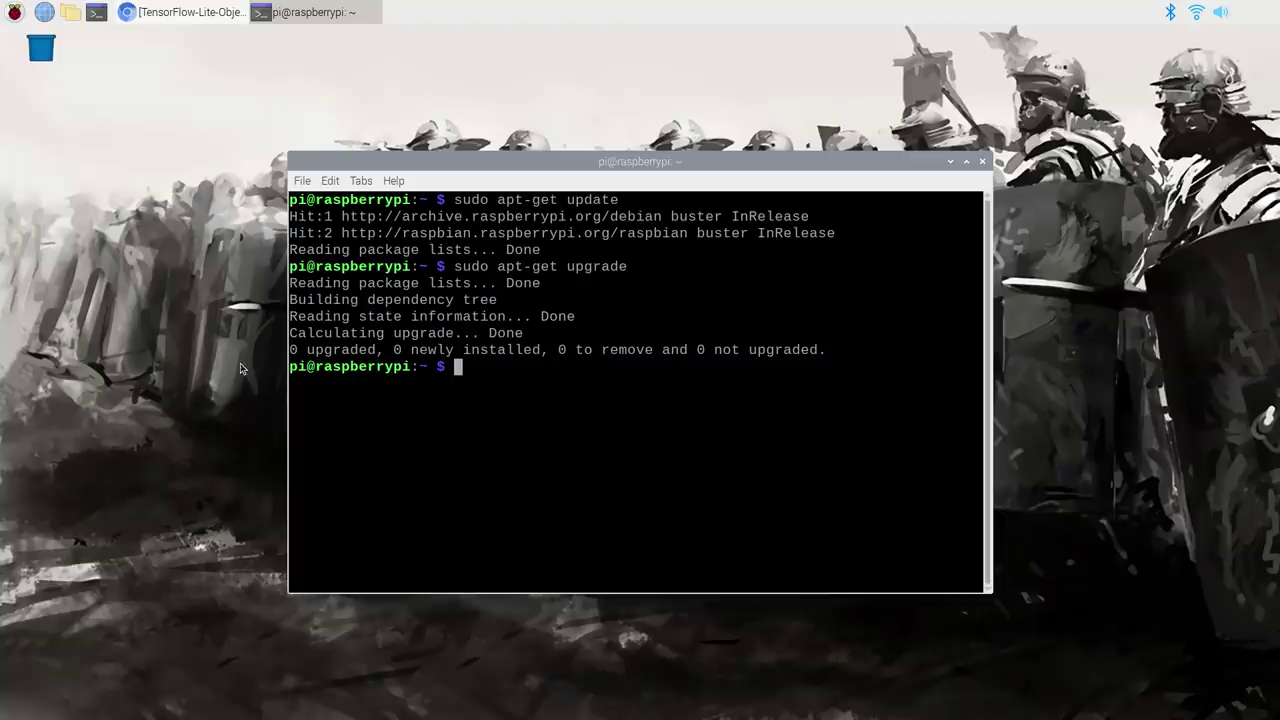 [TensorFlow-Lite-Obje...
pi@raspberrypi: ~
pi@raspberrypi: ~
File Edit Tabs Help
pi@raspberrypi:~ $ sudo apt-get update
Hit:1 http://archive.raspberrypi.org/debian buster InRelease
Hit:2 http://raspbian.raspberrypi.org/raspbian buster InRelease
Reading package lists... Done
pi@raspberrypi:~ $ sudo apt-get upgrade
Reading package lists... Done
Building dependency tree
Reading state information... Done
Calculating upgrade... Done
0 upgraded, 0 newly installed, 0 to remove and 0 not upgraded.
pi@raspberrypi:~ $